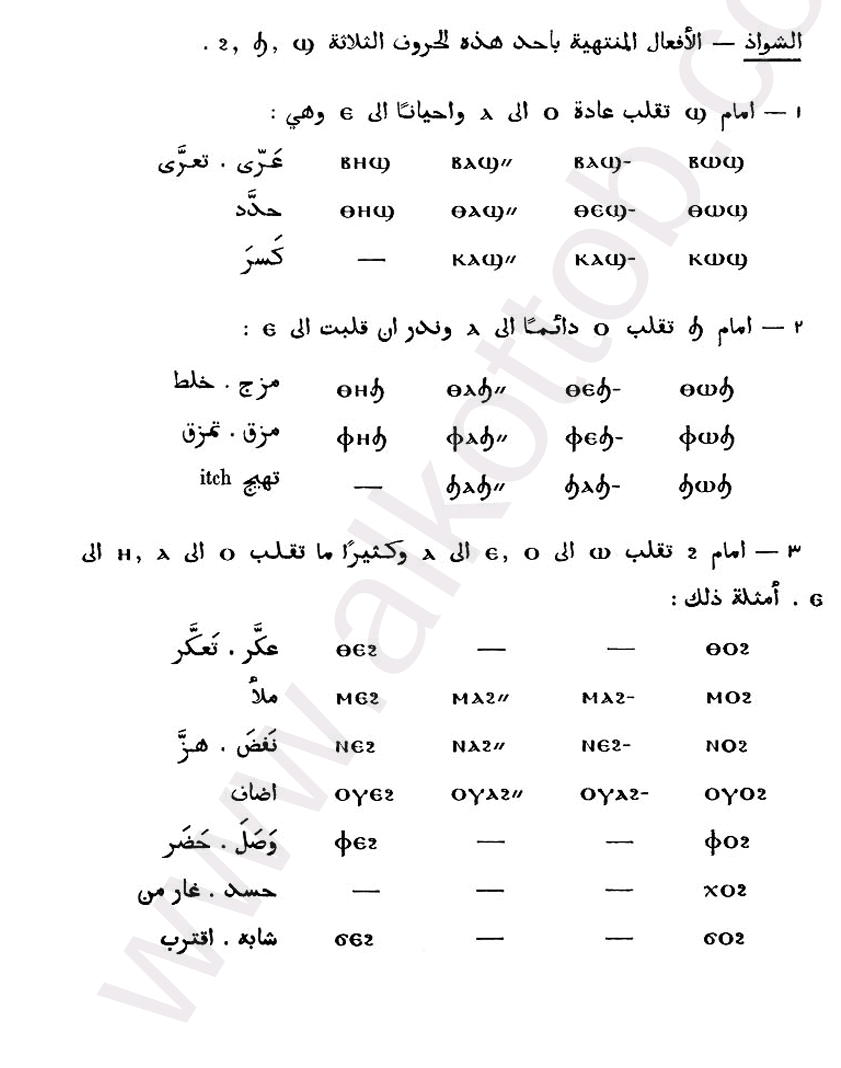 الشواذ — الأفعال المنتهية باحد هذه الحروف الثلاثة ϣ, ϧ, ϩ .
١ — امام ϣ تقلب عادة ⲟ الى ⲁ واحيانًا الى ⲉ وهي :
ⲃⲱϣ ⲃⲁϣ- ⲃⲁϣ〃 ⲃⲏϣ عَرّى . تعرَّى
ⲑⲱϣ ⲑⲉϣ- ⲑⲁϣ〃 ⲑⲏϣ حدَّد
ⲕⲱϣ ⲕⲁϣ- ⲕⲁϣ〃 — كَسرَ
٢ — امام ϧ تقلب ⲟ دائمًا الى ⲁ وندر ان قلبت الى ⲉ :
ⲑⲱϧ ⲑⲉϧ- ⲑⲁϧ〃 ⲑⲏϧ مزج . خلط
ⲫⲱϧ ⲫⲉϧ- ⲫⲁϧ〃 ⲫⲏϧ مزق . تمزق
ϧⲱϧ ϧⲁϧ- ϧⲁϧ〃 — تهيج itch
٣ — امام ϩ تقلب ⲱ الى ⲟ ,ⲉ الى ⲁ وكثيرًا ما تقلب ⲟ الى ⲁ ,ⲏ الى
ⲉ . أمثلة ذلك :
ⲑⲟϩ — — ⲑⲉϩ عكَّر . تَعكَّر
ⲙⲟϩ ⲙⲁϩ- ⲙⲁϩ〃 ⲙⲉϩ ملأ
ⲛⲟϩ ⲛⲉϩ- ⲛⲁϩ〃 ⲛⲉϩ نَفضَ . هزَّ
ⲟⲩⲟϩ ⲟⲩⲁϩ- ⲟⲩⲁϩ〃 ⲟⲩⲉϩ اضاف
ⲫⲟϩ — — ⲫⲉϩ وَصَلَ . حَضَر
ⲭⲟϩ — — — حسد . غار من
ϭⲟϩ — — ϭⲉϩ شابه . اقترب